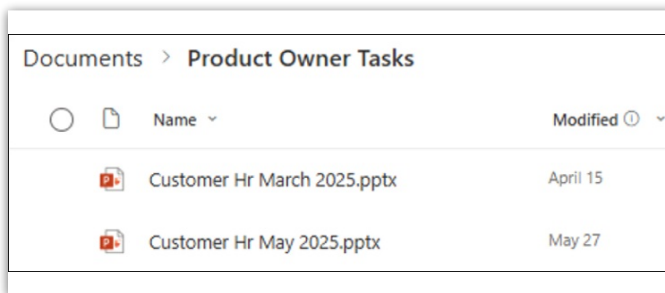 Documents > Product Owner Tasks
Name Modified
Customer Hr March 2025.pptx April 15
Customer Hr May 2025.pptx May 27